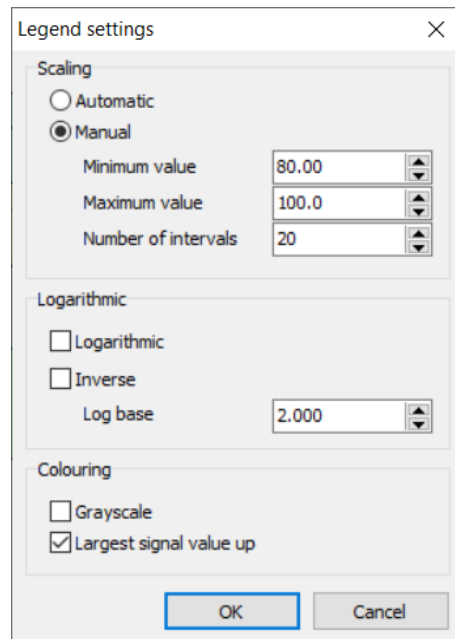 Legend settings
Scaling
Automatic
Manual
Minimum value 80.00
Maximum value 100.0
Number of intervals 20
Logarithmic
Logarithmic
Inverse
Log base 2.000
Colouring
Grayscale
Largest signal value up
OK Cancel